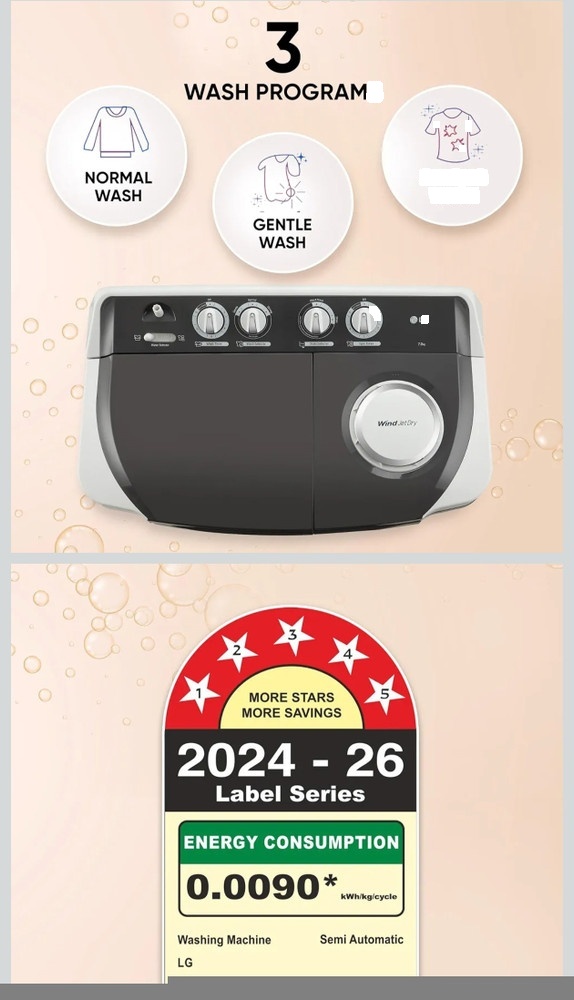 3
WASH PROGRAM
NORMAL
WASH
GENTLE
WASH
Wind Jet Dry
1
2
3
4
5
MORE STARS
MORE SAVINGS
2024 - 26
Label Series
ENERGY CONSUMPTION
0.0090* kWh/kg/cycle
Washing Machine Semi Automatic
LG